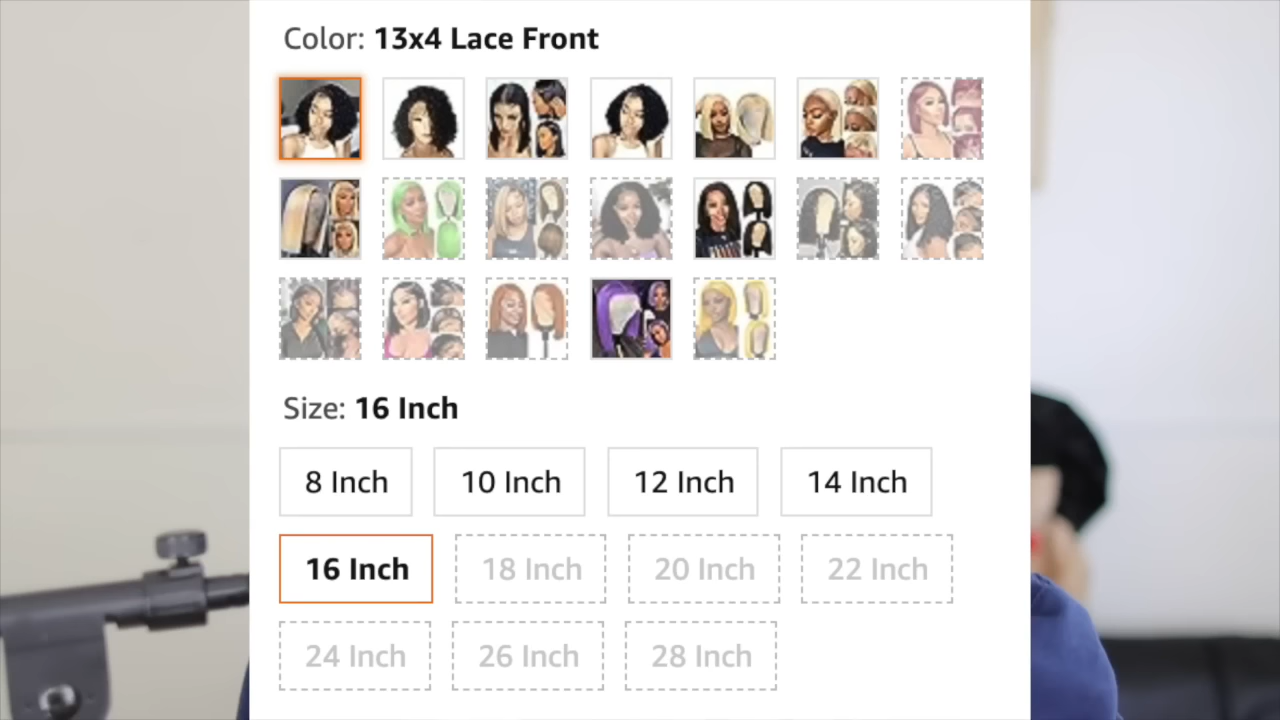 Color: 13x4 Lace Front
Size: 16 Inch
8 Inch 10 Inch 12 Inch 14 Inch
16 Inch 18 Inch 20 Inch 22 Inch
24 Inch 26 Inch 28 Inch